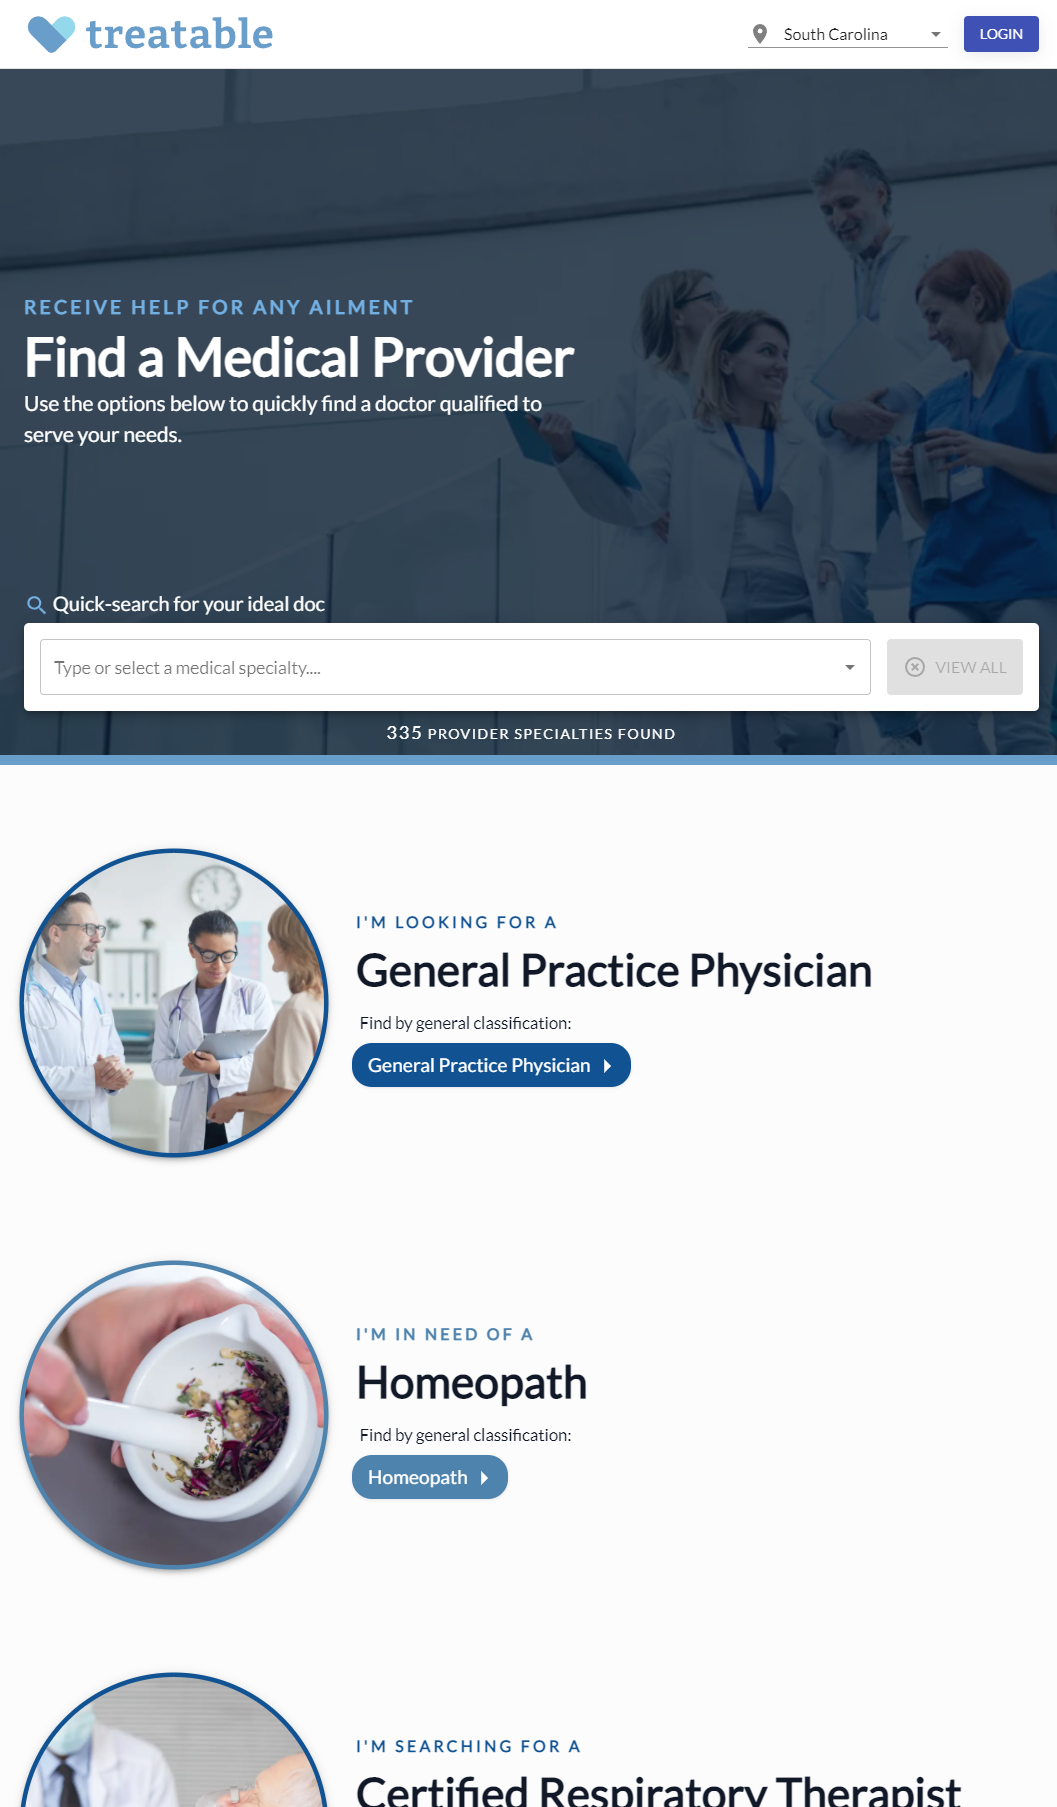 treatable
South Carolina
LOGIN
RECEIVE HELP FOR ANY AILMENT
Find a Medical Provider
Use the options below to quickly find a doctor qualified to
serve your needs.
Quick-search for your ideal doc
Type or select a medical specialty....
VIEW ALL
335 PROVIDER SPECIALTIES FOUND
I'M LOOKING FOR A
General Practice Physician
Find by general classification:
General Practice Physician
I'M IN NEED OF A
Homeopath
Find by general classification:
Homeopath
I'M SEARCHING FOR A
Certified Respiratory Therapist